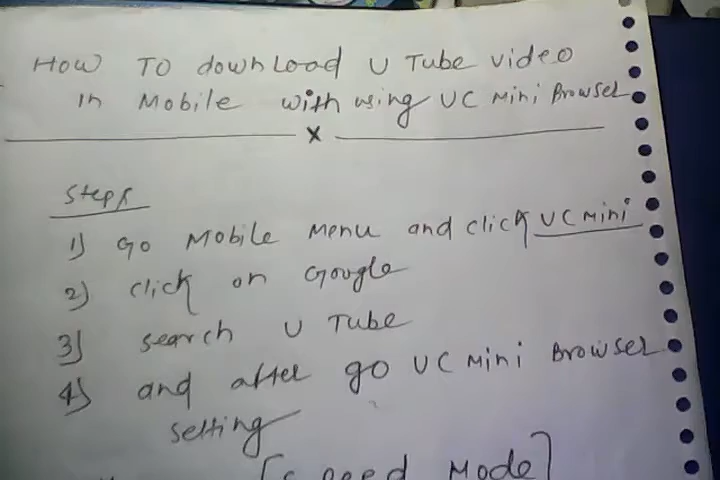 How To download U Tube video
in Mobile with using UC Mini Browser
x
Steps
1) Go Mobile Menu and click UC Mini
2) click on Google
3) search U Tube
4) and after go UC Mini Browser
setting
[speed Mode]